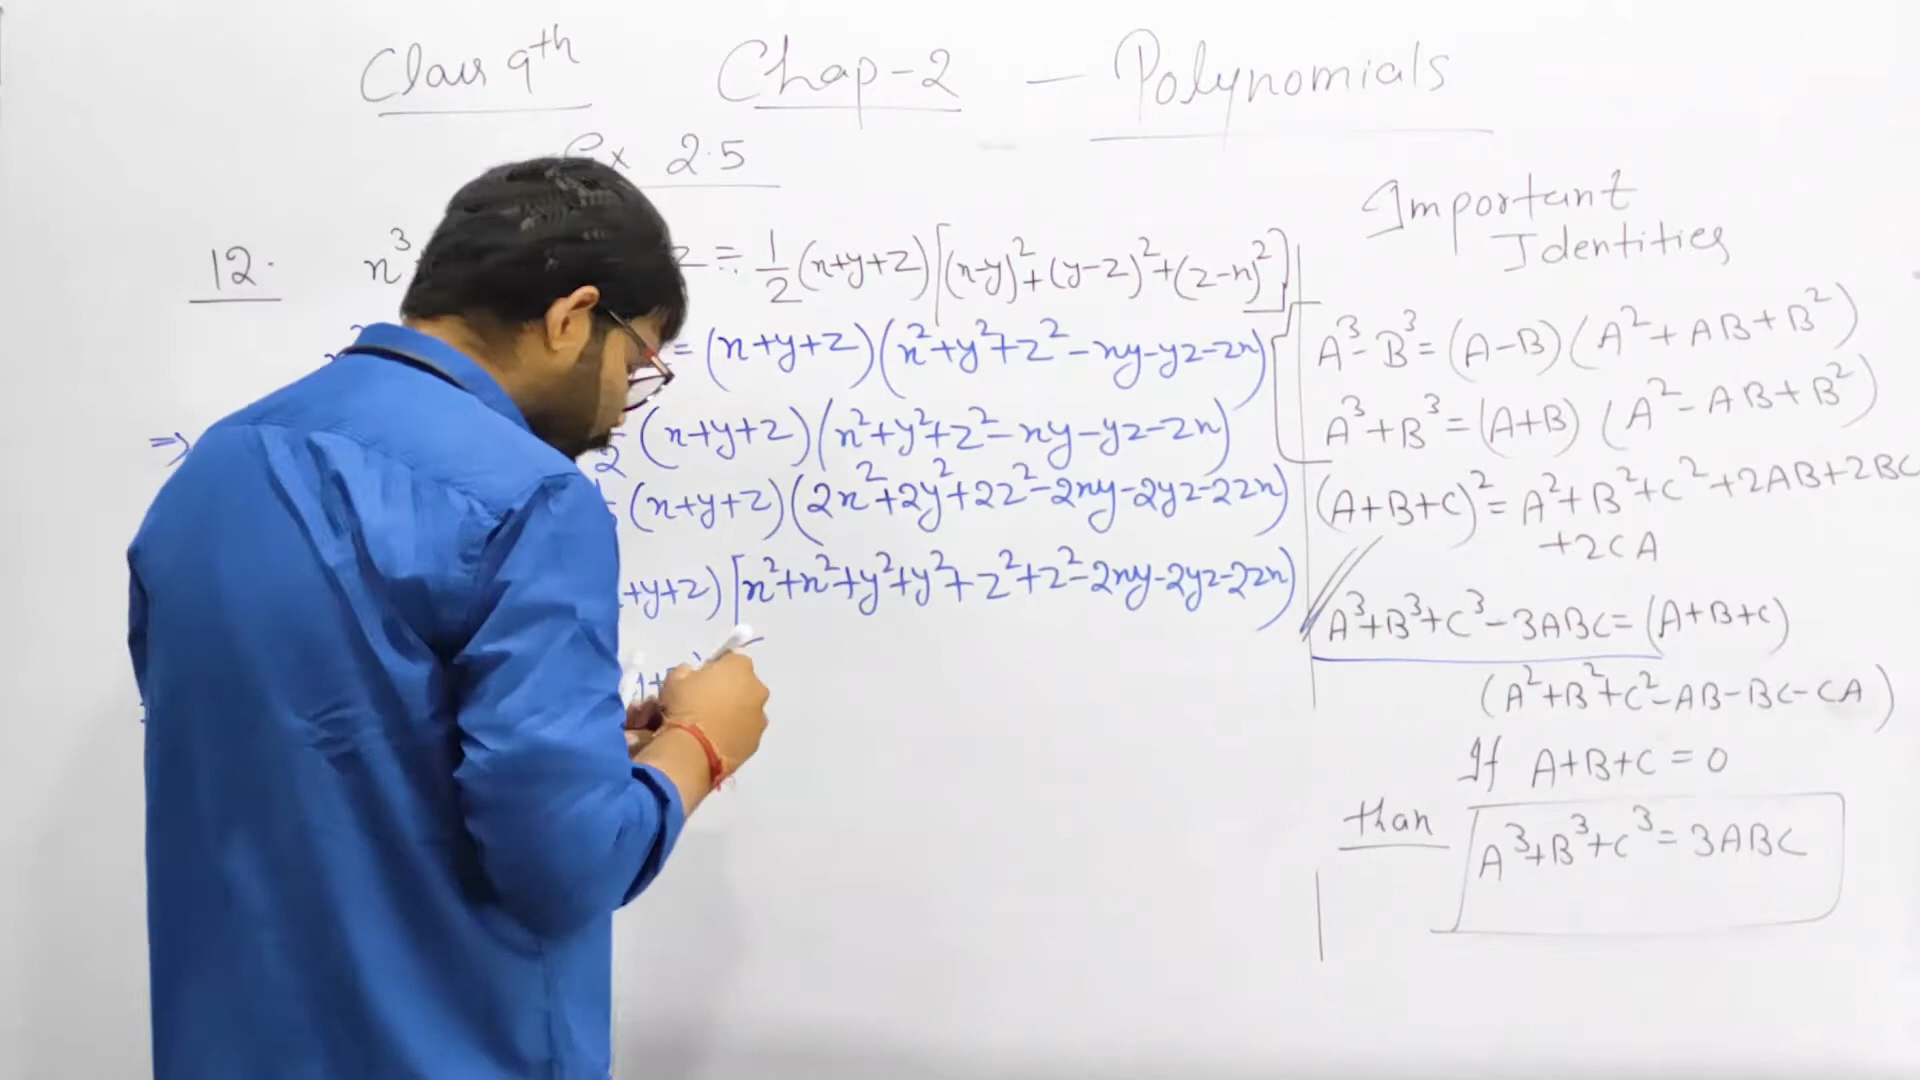 Class 9th Chap-2 - Polynomials
Ex 2.5
12. x³ z = 1/2 (x+y+z)[(x-y)²+(y-z)²+(z-x)²]
= (x+y+z)(x²+y²+z²-xy-yz-zx)
⇒ 2 (x+y+z)(x²+y²+z²-xy-yz-zx)
(x+y+z)(2x²+2y²+2z²-2xy-2yz-2zx)
+y+z)[x²+x²+y²+y²+z²+z²-2xy-2yz-2zx)
Important
Identities
A³-B³=(A-B)(A²+AB+B²)
A³+B³=(A+B)(A²-AB+B²)
(A+B+C)²=A²+B²+C²+2AB+2BC
+2CA
A³+B³+C³-3ABC=(A+B+C)
(A²+B²+C²-AB-BC-CA)
If A+B+C=0
than A³+B³+C³=3ABC